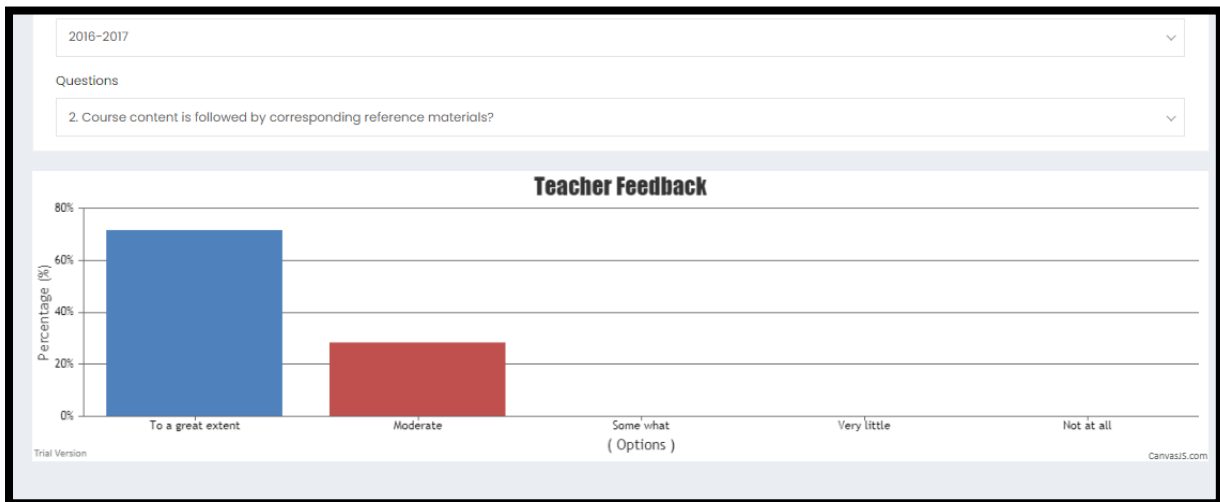 2016-2017
Questions
2. Course content is followed by corresponding reference materials?
Teacher Feedback
80%
60%
40%
20%
0%
Percentage (%)
To a great extent Moderate Some what Very little Not at all
( Options )
Trial Version CanvasJS.com